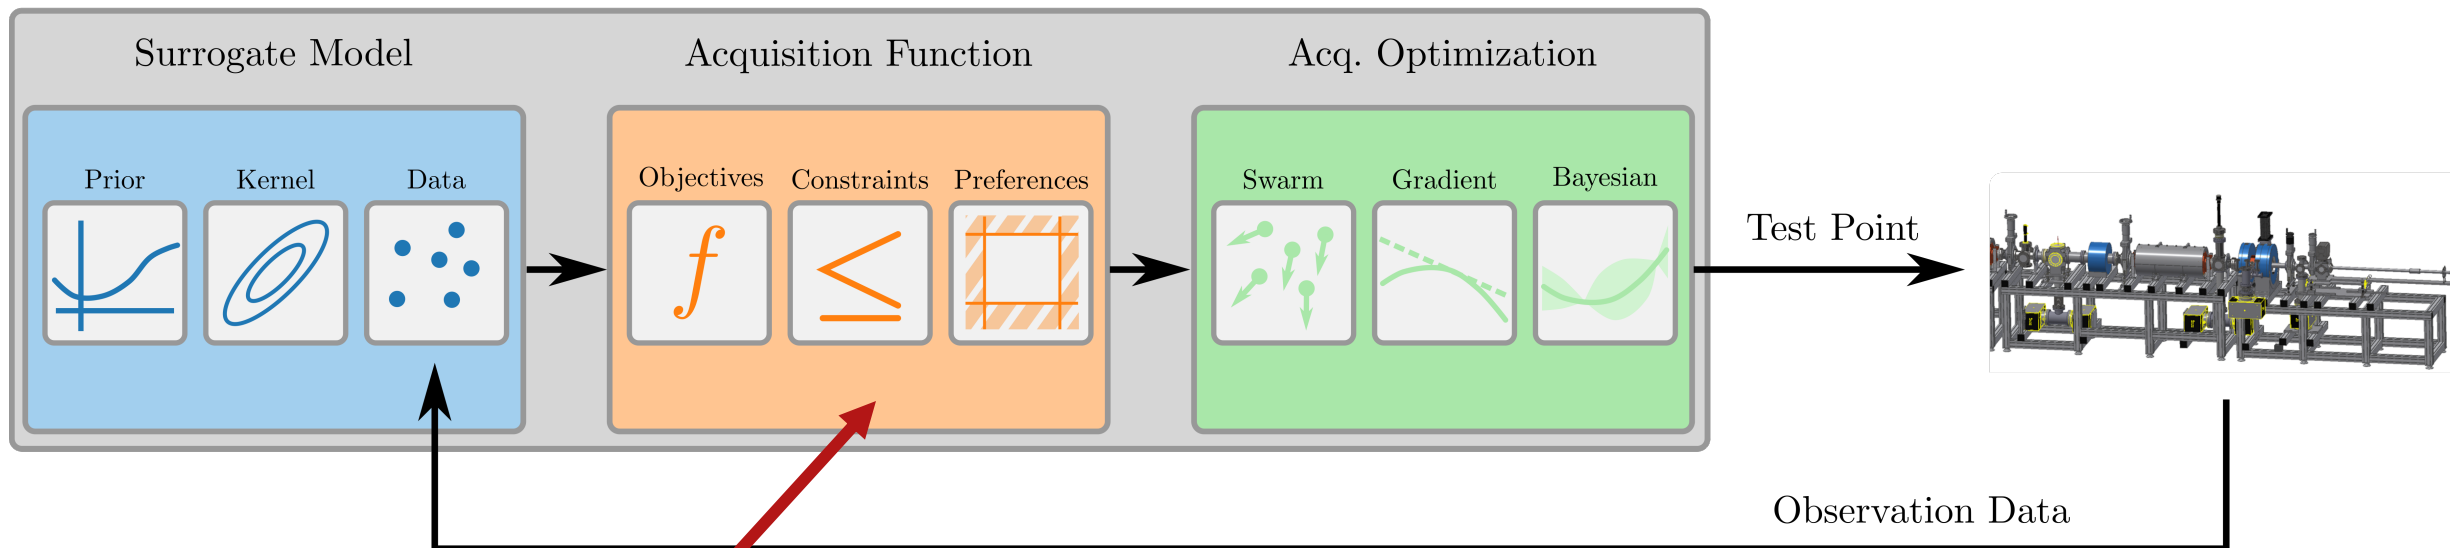 Surrogate Model
Acquisition Function
Acq. Optimization
Prior
Kernel
Data
Objectives
Constraints
Preferences
Swarm
Gradient
Bayesian
f
≤
Test Point
Observation Data